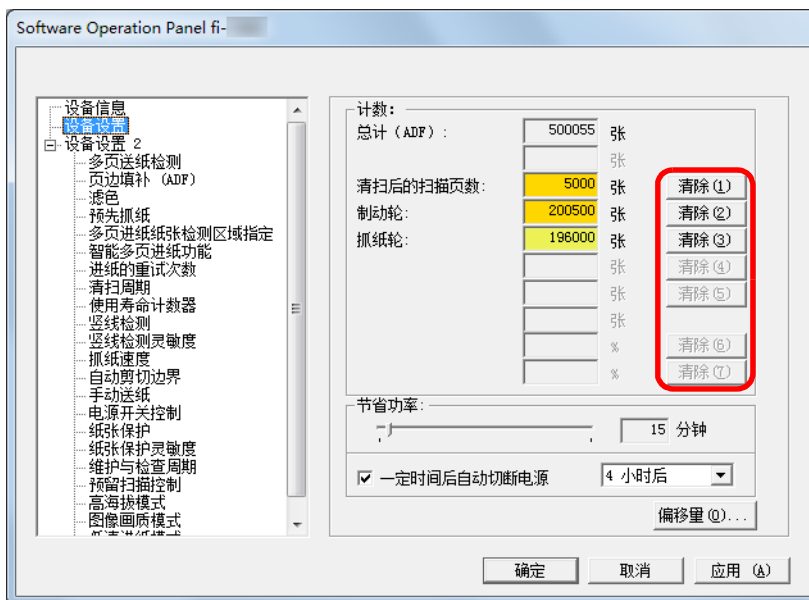 Software Operation Panel fi-
设备信息
设备设置
设备设置 2
多页送纸检测
页边填补 (ADF)
滤色
预先抓纸
多页进纸纸张检测区域指定
智能多页进纸功能
进纸的重试次数
清扫周期
使用寿命计数器
竖线检测
竖线检测灵敏度
抓纸速度
自动剪切边界
手动送纸
电源开关控制
纸张保护
纸张保护灵敏度
维护与检查周期
预留扫描控制
高海拔模式
图像画质模式
计数:
总计 (ADF) : 500055 张
张
清扫后的扫描页数: 5000 张 清除(1)
制动轮: 200500 张 清除(2)
抓纸轮: 196000 张 清除(3)
张 清除(4)
张 清除(5)
张
% 清除(6)
% 清除(7)
节省功率:
15 分钟
一定时间后自动切断电源 4 小时后
偏移量(O)...
确定 取消 应用 (A)